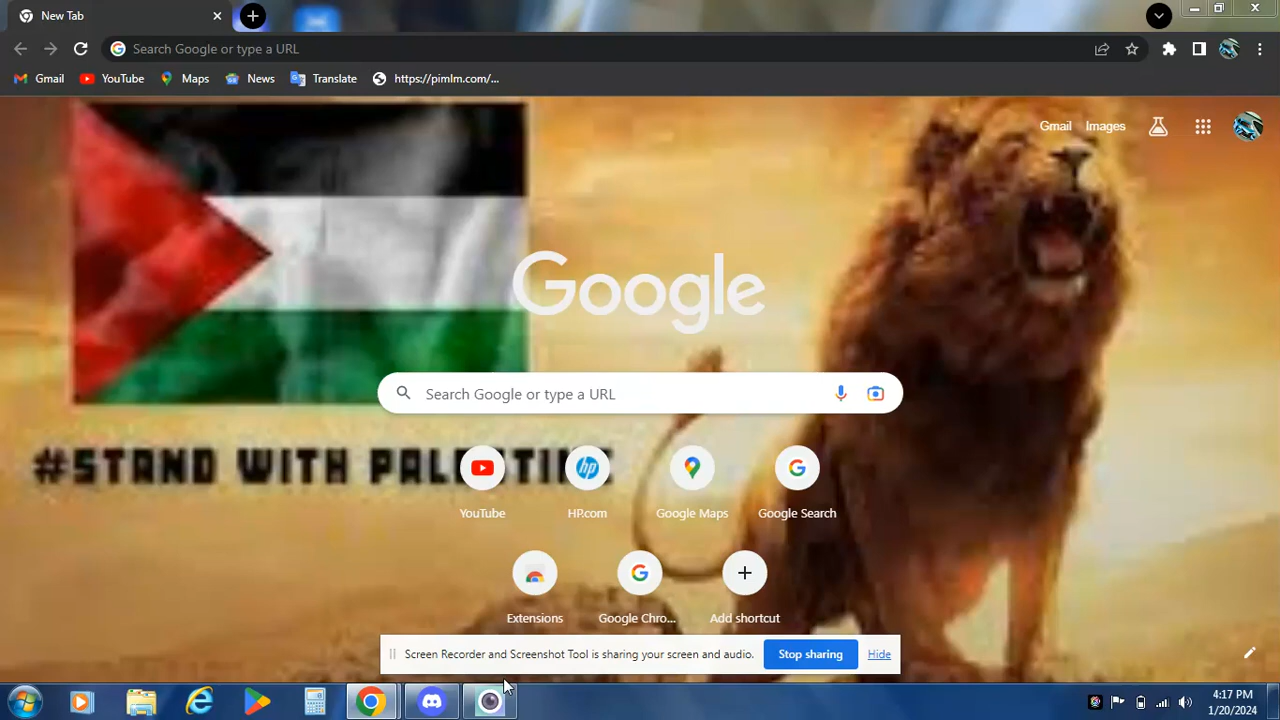 New Tab
Search Google or type a URL
Gmail
YouTube
Maps
News
Translate
https://pimlm.com/...
Gmail
Images
Google
Search Google or type a URL
#STAND WITH PALESTINE
YouTube
HP.com
Google Maps
Google Search
Extensions
Google Chro...
Add shortcut
Screen Recorder and Screenshot Tool is sharing your screen and audio.
Stop sharing
Hide
4:17 PM
1/20/2024